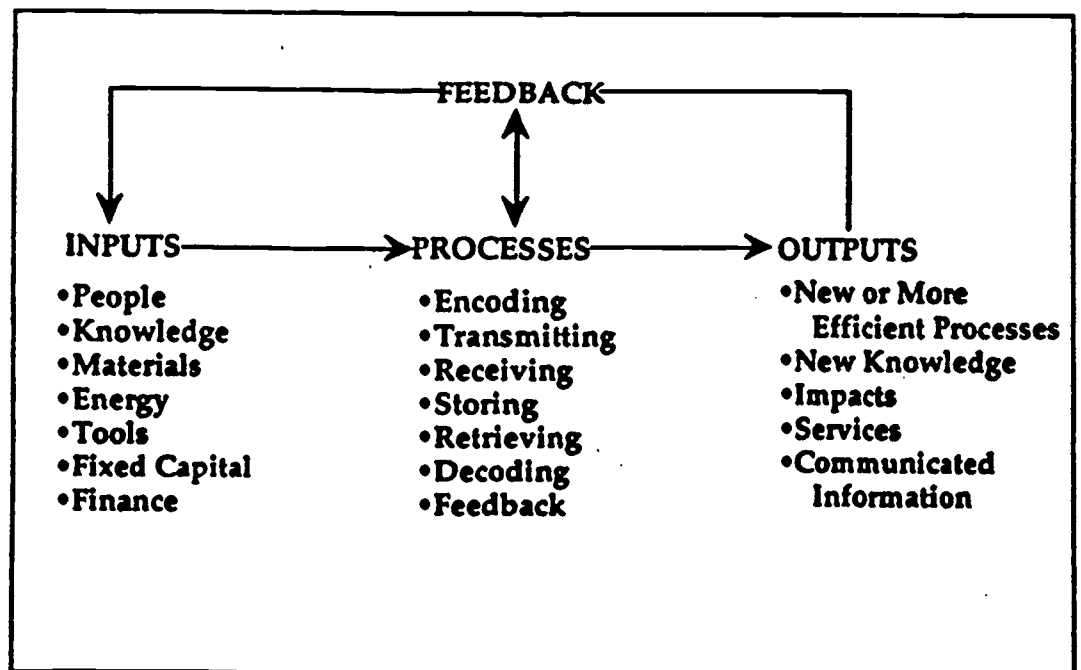 FEEDBACK
INPUTS
PROCESSES
OUTPUTS
•People
•Knowledge
•Materials
•Energy
•Tools
•Fixed Capital
•Finance
•Encoding
•Transmitting
•Receiving
•Storing
•Retrieving
•Decoding
•Feedback
•New or More
Efficient Processes
•New Knowledge
•Impacts
•Services
•Communicated
Information